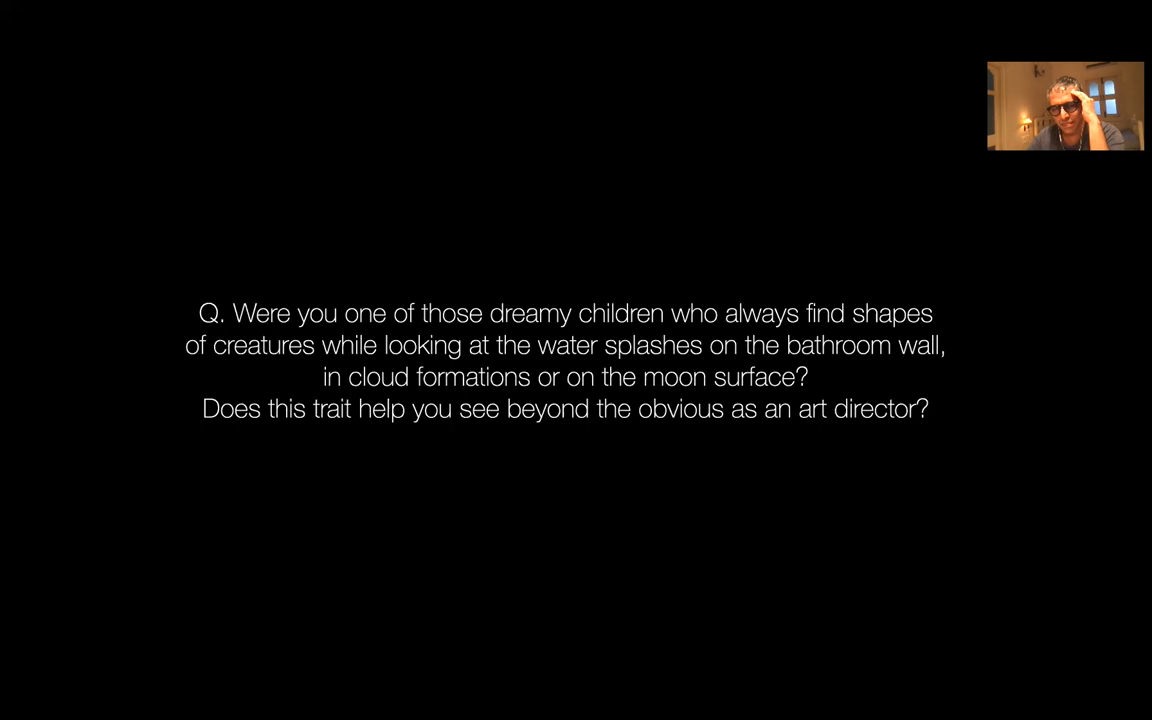 Q. Were you one of those dreamy children who always find shapes
of creatures while looking at the water splashes on the bathroom wall,
in cloud formations or on the moon surface?
Does this trait help you see beyond the obvious as an art director?